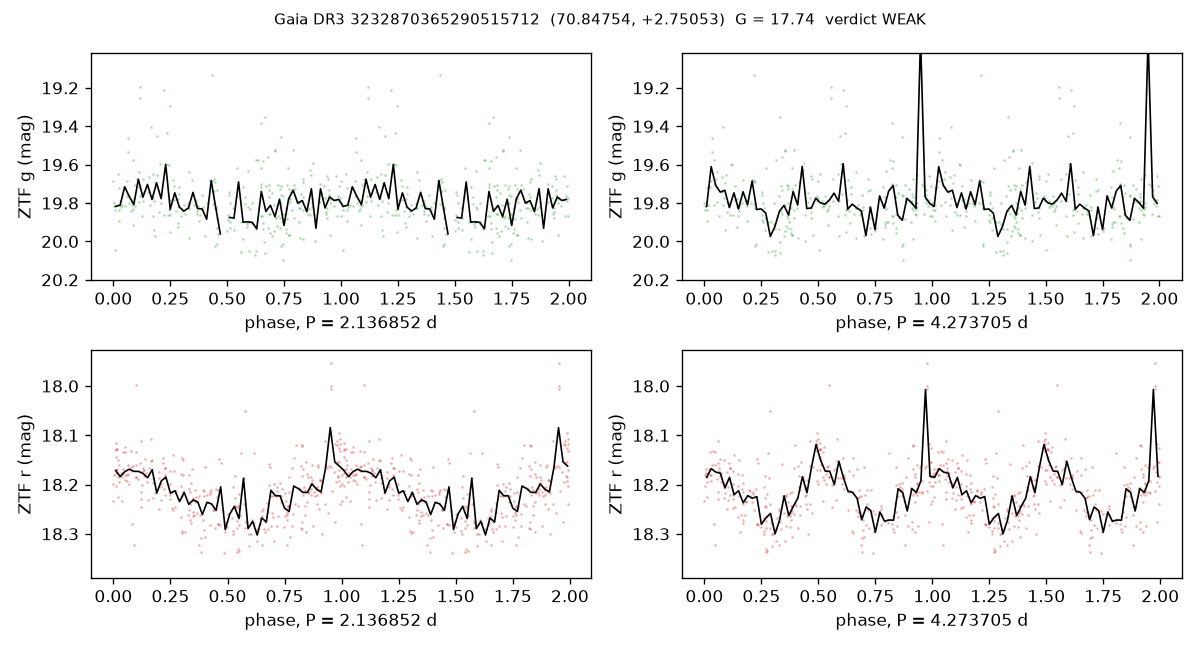 Gaia DR3 3232870365290515712 (70.84754, +2.75053) G = 17.74 verdict WEAK
ZTF g (mag)
19.2
19.4
19.6
19.8
20.0
20.2
0.00 0.25 0.50 0.75 1.00 1.25 1.50 1.75 2.00
phase, P = 2.136852 d
ZTF g (mag)
19.2
19.4
19.6
19.8
20.0
20.2
0.00 0.25 0.50 0.75 1.00 1.25 1.50 1.75 2.00
phase, P = 4.273705 d
ZTF r (mag)
18.0
18.1
18.2
18.3
0.00 0.25 0.50 0.75 1.00 1.25 1.50 1.75 2.00
phase, P = 2.136852 d
ZTF r (mag)
18.0
18.1
18.2
18.3
0.00 0.25 0.50 0.75 1.00 1.25 1.50 1.75 2.00
phase, P = 4.273705 d